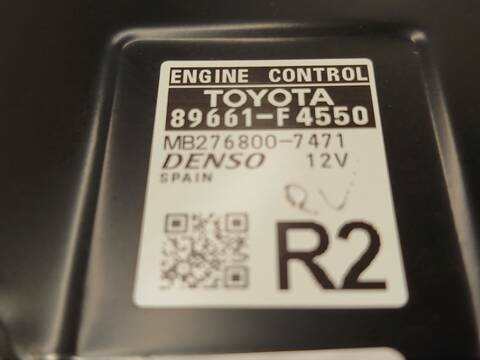 ENGINE CONTROL
TOYOTA
89661-F4550
MB276800-7471
DENSO 12V
SPAIN
R2